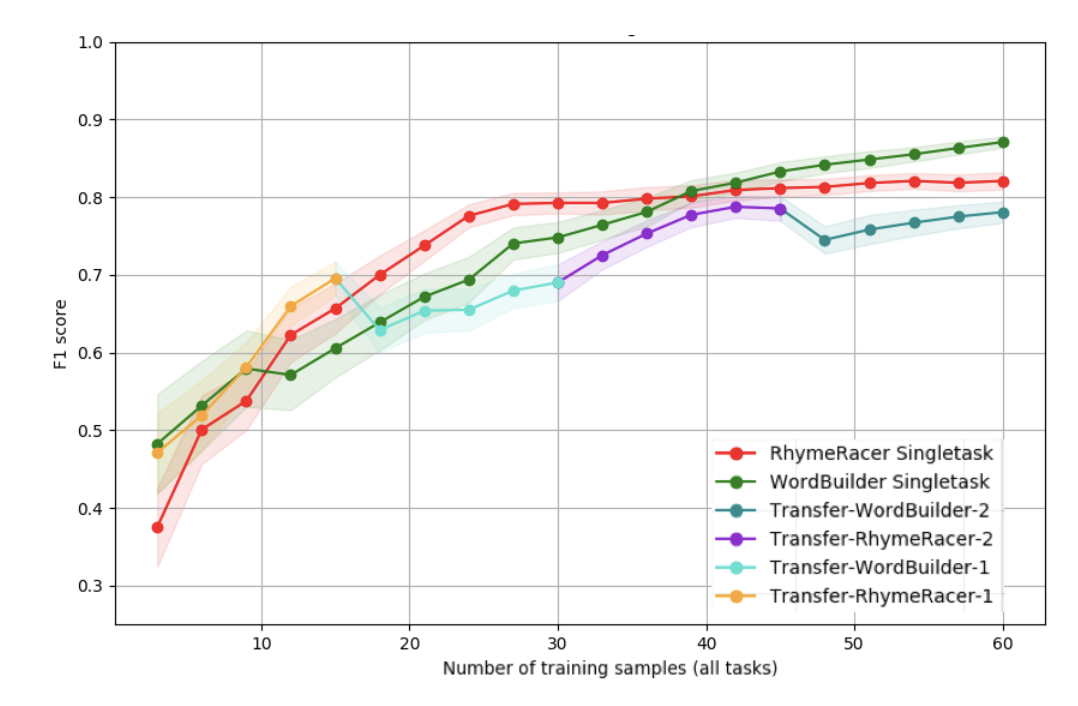 1.0
0.9
0.8
0.7
0.6
0.5
0.4
0.3
F1 score
10 20 30 40 50 60
Number of training samples (all tasks)
RhymeRacer Singletask
WordBuilder Singletask
Transfer-WordBuilder-2
Transfer-RhymeRacer-2
Transfer-WordBuilder-1
Transfer-RhymeRacer-1